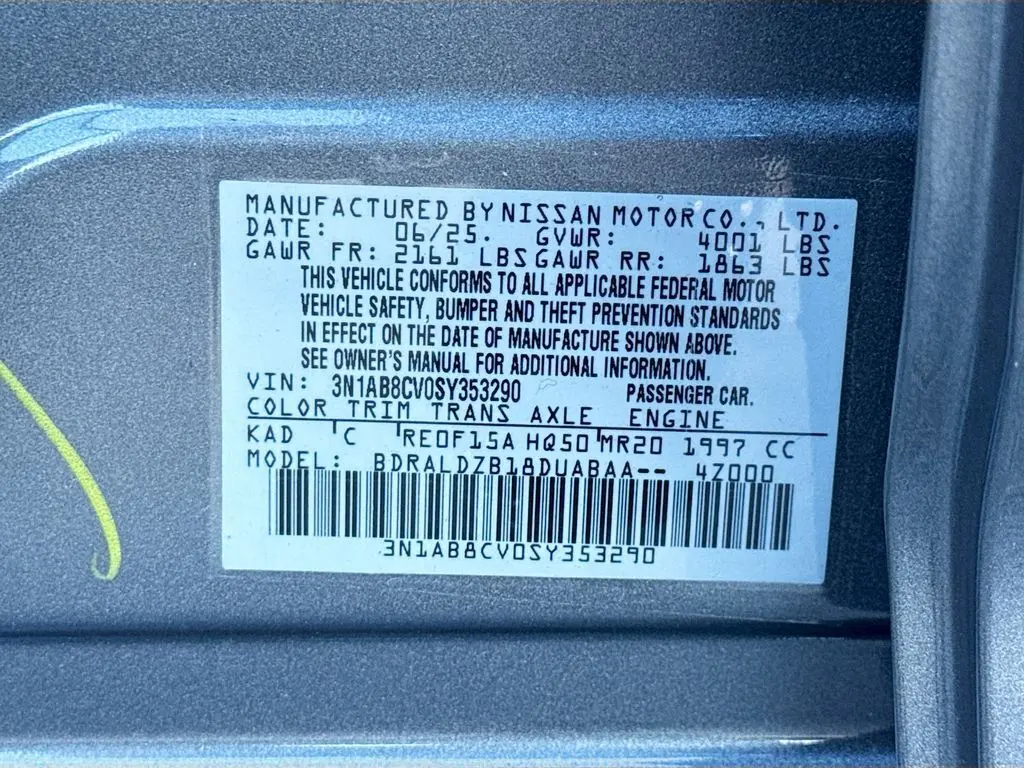 MANUFACTURED BY NISSAN MOTOR CO., LTD.
DATE: 06/25. GVWR: 4001 LBS
GAWR FR: 2161 LBS GAWR RR: 1863 LBS
THIS VEHICLE CONFORMS TO ALL APPLICABLE FEDERAL MOTOR
VEHICLE SAFETY, BUMPER AND THEFT PREVENTION STANDARDS
IN EFFECT ON THE DATE OF MANUFACTURE SHOWN ABOVE.
SEE OWNER'S MANUAL FOR ADDITIONAL INFORMATION.
VIN: 3N1AB8CV0SY353290 PASSENGER CAR.
COLOR TRIM TRANS AXLE ENGINE
KAD C RE0F15A HQ50 MR20 1997 CC
MODEL: BDRALDZB18DUABAA-- 4Z000
3N1AB8CV0SY353290